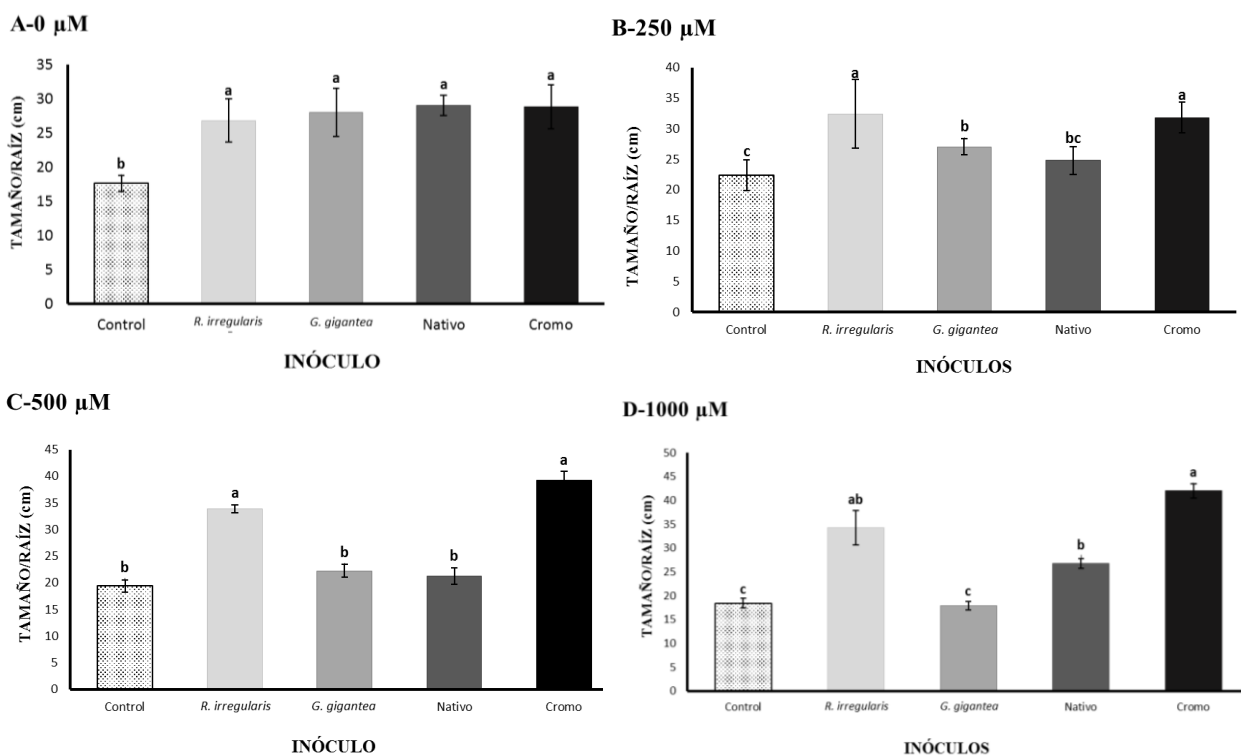 A-0 µM
TAMAÑO/RAÍZ (cm)
35
30
25
20
15
10
5
0
b
a
a
a
a
Control
R. irregularis
G. gigantea
Nativo
Cromo
INÓCULO
B-250 µM
TAMAÑO/RAÍZ (cm)
40
35
30
25
20
15
10
5
0
c
a
b
bc
a
Control
R. irregularis
G. gigantea
Nativo
Cromo
INÓCULOS
C-500 µM
TAMAÑO/RAÍZ (cm)
45
40
35
30
25
20
15
10
5
0
b
a
b
b
a
Control
R. irregularis
G. gigantea
Nativo
Cromo
INÓCULO
D-1000 µM
TAMAÑO/RAÍZ (cm)
50
45
40
35
30
25
20
15
10
5
0
c
ab
c
b
a
Control
R. irregularis
G. gigantea
Nativo
Cromo
INÓCULOS